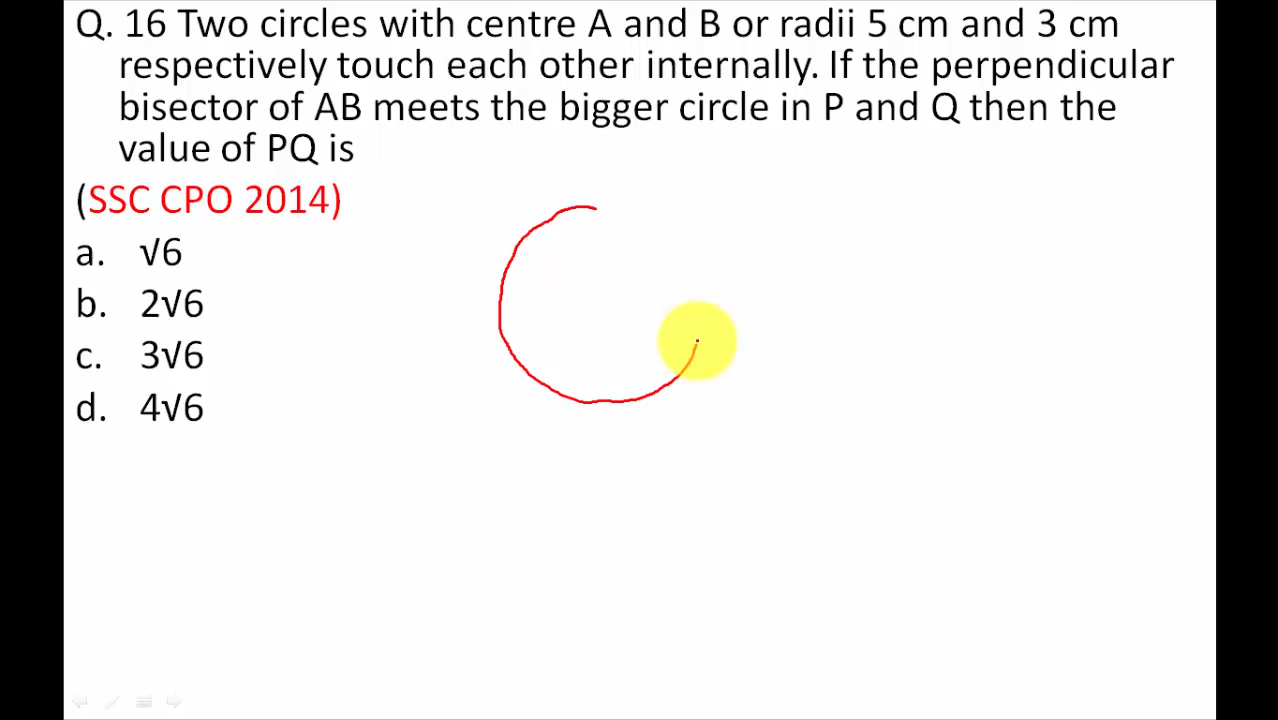 Q. 16 Two circles with centre A and B or radii 5 cm and 3 cm
respectively touch each other internally. If the perpendicular
bisector of AB meets the bigger circle in P and Q then the
value of PQ is
(SSC CPO 2014)
a. √6
b. 2√6
c. 3√6
d. 4√6